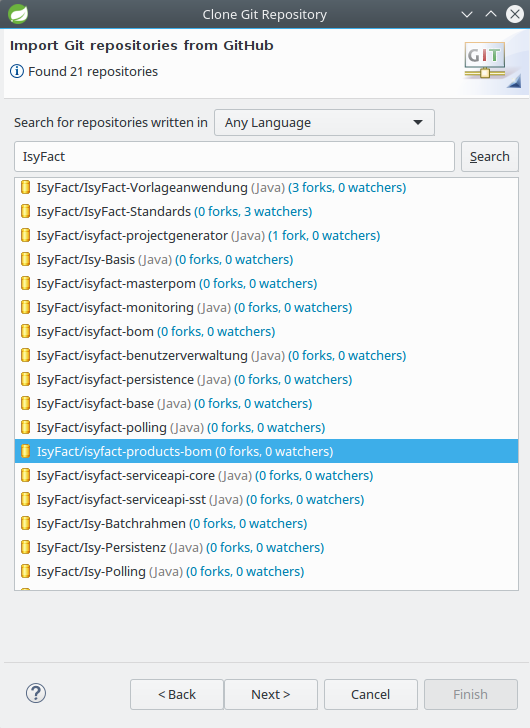 Clone Git Repository
Import Git repositories from GitHub
Found 21 repositories
GIT
Search for repositories written in Any Language
IsyFact Search
IsyFact/IsyFact-Vorlageanwendung (Java) (3 forks, 0 watchers)
IsyFact/IsyFact-Standards (0 forks, 3 watchers)
IsyFact/isyfact-projectgenerator (Java) (1 fork, 0 watchers)
IsyFact/Isy-Basis (Java) (0 forks, 0 watchers)
IsyFact/isyfact-masterpom (0 forks, 0 watchers)
IsyFact/isyfact-monitoring (Java) (0 forks, 0 watchers)
IsyFact/isyfact-bom (0 forks, 0 watchers)
IsyFact/isyfact-benutzerverwaltung (Java) (0 forks, 0 watchers)
IsyFact/isyfact-persistence (Java) (0 forks, 0 watchers)
IsyFact/isyfact-base (Java) (0 forks, 0 watchers)
IsyFact/isyfact-polling (Java) (0 forks, 0 watchers)
IsyFact/isyfact-products-bom (0 forks, 0 watchers)
IsyFact/isyfact-serviceapi-core (Java) (0 forks, 0 watchers)
IsyFact/isyfact-serviceapi-sst (Java) (0 forks, 0 watchers)
IsyFact/Isy-Batchrahmen (0 forks, 0 watchers)
IsyFact/Isy-Persistenz (Java) (0 forks, 0 watchers)
IsyFact/Isy-Polling (Java) (0 forks, 0 watchers)
? < Back Next > Cancel Finish